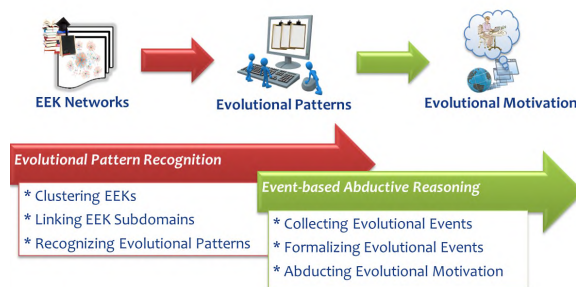 EEK Networks
Evolutional Patterns
Evolutional Motivation
Evolutional Pattern Recognition
* Clustering EEKs
* Linking EEK Subdomains
* Recognizing Evolutional Patterns
Event-based Abductive Reasoning
* Collecting Evolutional Events
* Formalizing Evolutional Events
* Abducting Evolutional Motivation